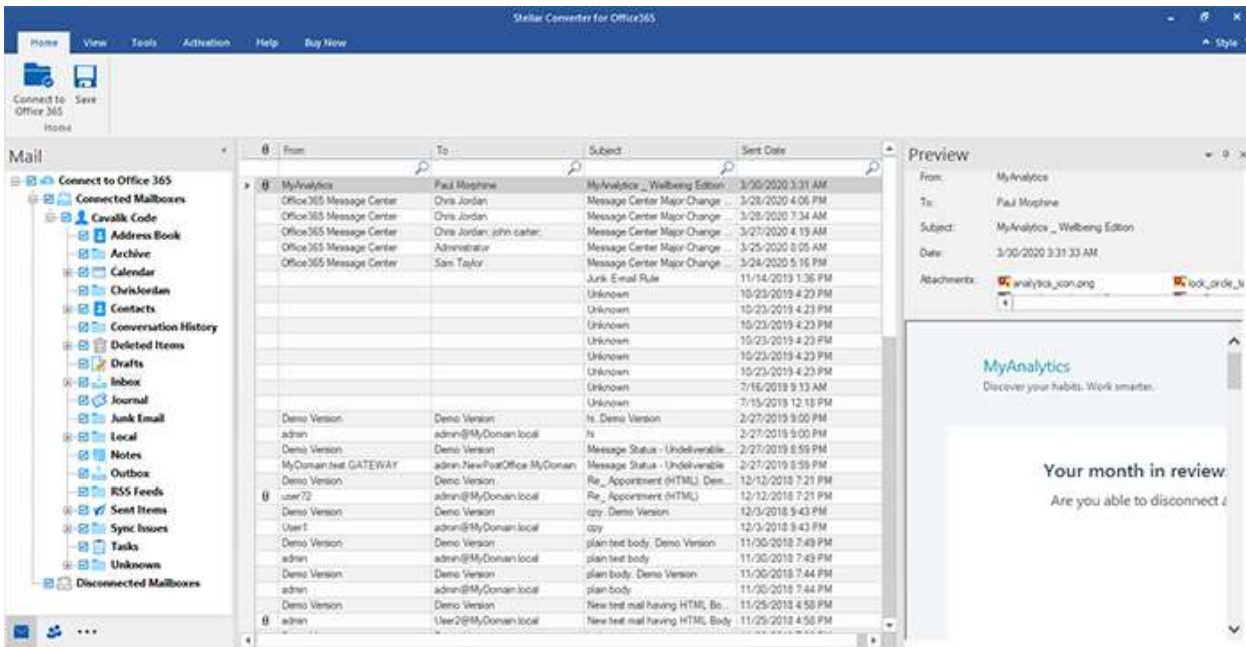 Stellar Converter for Office365
Home View Tools Activation Help Buy Now
Style
Connect to Office 365 Save
Home
Mail
Connect to Office 365
Connected Mailboxes
Cavalik Code
Address Book
Archive
Calendar
ChrisJordan
Contacts
Conversation History
Deleted Items
Drafts
Inbox
Journal
Junk Email
Local
Notes
Outbox
RSS Feeds
Sent Items
Sync Issues
Tasks
Unknown
Disconnected Mailboxes
From To Subject Sent Date
MyAnalytics Paul Morphine MyAnalytics _ Wellbeing Edition 3/30/2020 3:31 AM
Office365 Message Center Chris Jordan Message Center Major Change ... 3/28/2020 4:06 PM
Office365 Message Center Chris Jordan Message Center Major Change ... 3/28/2020 7:34 AM
Office365 Message Center Chris Jordan; john carter; Message Center Major Change ... 3/27/2020 4:19 AM
Office365 Message Center Administrator Message Center Major Change ... 3/25/2020 8:05 AM
Office365 Message Center Sam Taylor Message Center Major Change ... 3/24/2020 5:16 PM
Junk E-mail Rule 11/14/2019 1:36 PM
Unknown 10/23/2019 4:23 PM
Unknown 10/23/2019 4:23 PM
Unknown 10/23/2019 4:23 PM
Unknown 10/23/2019 4:23 PM
Unknown 10/23/2019 4:23 PM
Unknown 10/23/2019 4:23 PM
Unknown 7/16/2019 9:13 AM
Unknown 7/15/2019 12:18 PM
Demo Version Demo Version hi. Demo Version 2/27/2019 9:00 PM
admin admin@MyDomain.local hi 2/27/2019 9:00 PM
Demo Version Demo Version Message Status - Undeliverable... 2/27/2019 8:59 PM
MyDomain.test.GATEWAY admin.NewPostOffice.MyDomain Message Status - Undeliverable 2/27/2019 8:59 PM
Demo Version Demo Version Re_ Appointment (HTML). Dem... 12/12/2018 7:21 PM
user72 admin@MyDomain.local Re_ Appointment (HTML) 12/12/2018 7:21 PM
Demo Version Demo Version cpy. Demo Version 12/3/2018 9:43 PM
User1 admin@MyDomain.local cpy 12/3/2018 9:43 PM
Demo Version Demo Version plain text body. Demo Version 11/30/2018 7:49 PM
admin admin@MyDomain.local plain text body 11/30/2018 7:49 PM
Demo Version Demo Version plain body. Demo Version 11/30/2018 7:44 PM
admin admin@MyDomain.local plain body 11/30/2018 7:44 PM
Demo Version Demo Version New test mail having HTML Bo... 11/29/2018 4:58 PM
admin User2@MyDomain.local New test mail having HTML Body 11/29/2018 4:58 PM
Preview
From: MyAnalytics
To: Paul Morphine
Subject: MyAnalytics _ Wellbeing Edition
Date: 3/30/2020 3:31:33 AM
Attachments: analytics_icon.png
MyAnalytics
Discover your habits. Work smarter.
Your month in review:
Are you able to disconnect